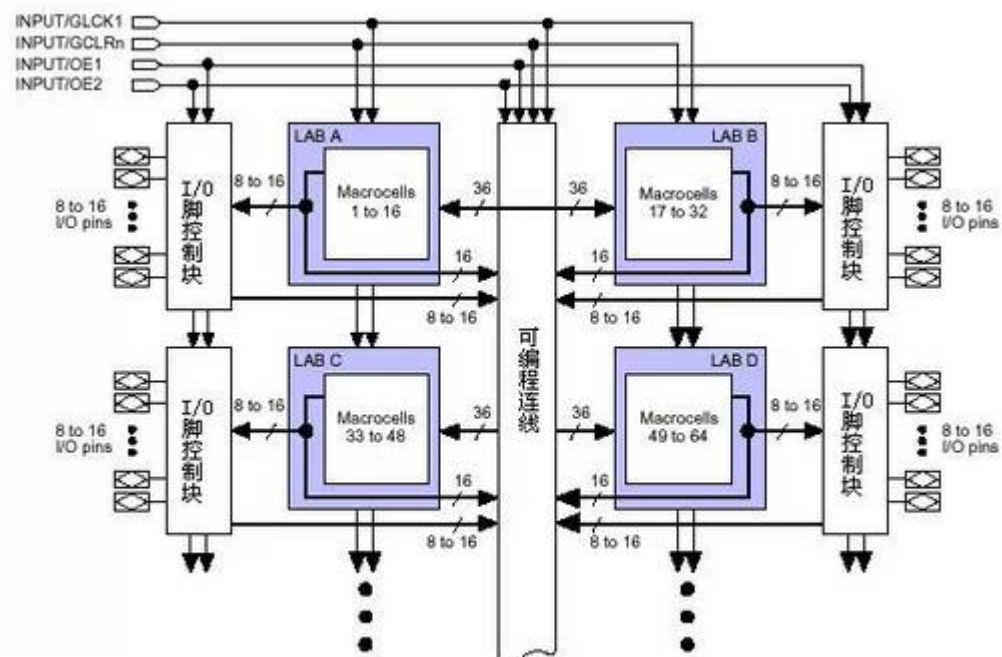 INPUT/GLCK1
INPUT/GCLRn
INPUT/OE1
INPUT/OE2
LAB A
LAB B
I/O脚控制块
8 to 16
I/O pins
8 to 16
Macrocells
1 to 16
36
36
Macrocells
17 to 32
8 to 16
I/O脚控制块
8 to 16
I/O pins
16
16
8 to 16
8 to 16
可编程连线
LAB C
LAB D
I/O脚控制块
8 to 16
I/O pins
8 to 16
Macrocells
33 to 48
36
36
Macrocells
49 to 64
8 to 16
I/O脚控制块
8 to 16
I/O pins
16
16
8 to 16
8 to 16